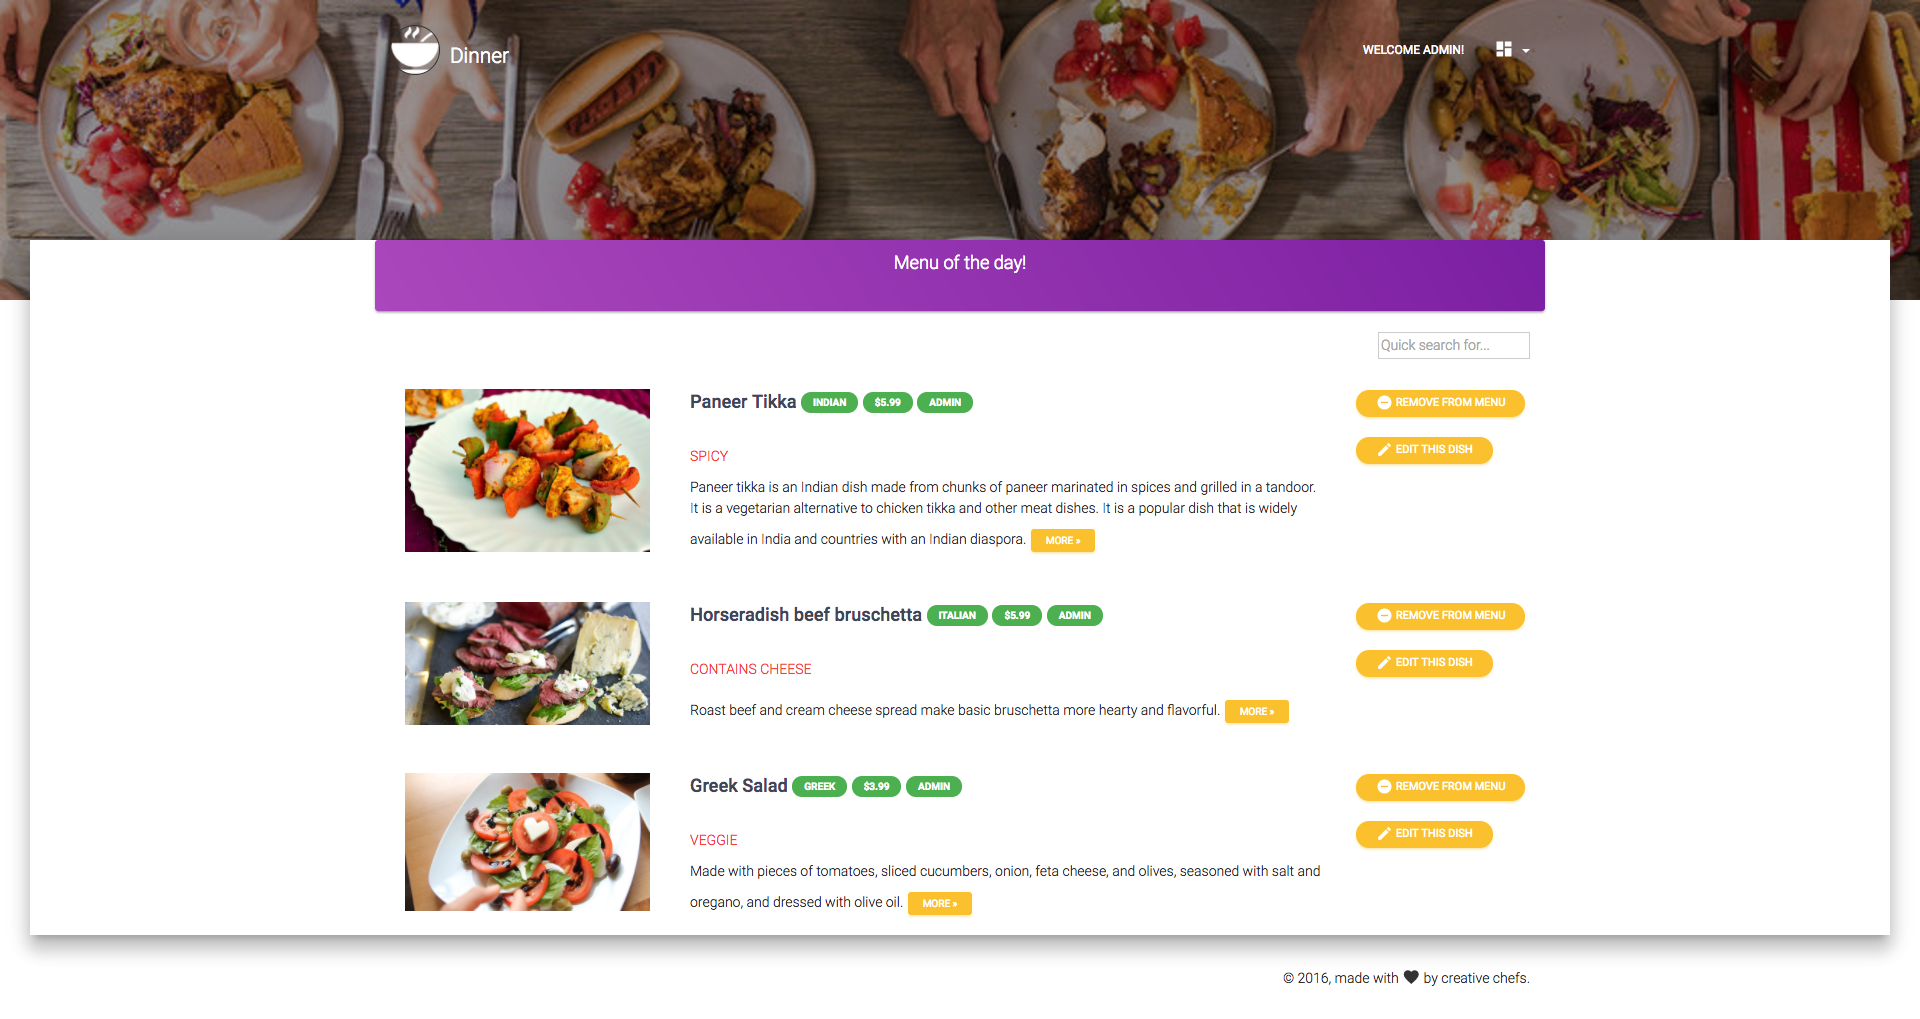 Dinner
WELCOME ADMIN!
Menu of the day!
Quick search for...
Paneer Tikka INDIAN $5.99 ADMIN
REMOVE FROM MENU
EDIT THIS DISH
SPICY
Paneer tikka is an Indian dish made from chunks of paneer marinated in spices and grilled in a tandoor.
It is a vegetarian alternative to chicken tikka and other meat dishes. It is a popular dish that is widely
available in India and countries with an Indian diaspora. MORE »
Horseradish beef bruschetta ITALIAN $5.99 ADMIN
REMOVE FROM MENU
EDIT THIS DISH
CONTAINS CHEESE
Roast beef and cream cheese spread make basic bruschetta more hearty and flavorful. MORE »
Greek Salad GREEK $3.99 ADMIN
REMOVE FROM MENU
EDIT THIS DISH
VEGGIE
Made with pieces of tomatoes, sliced cucumbers, onion, feta cheese, and olives, seasoned with salt and
oregano, and dressed with olive oil. MORE »
© 2016, made with ♥ by creative chefs.